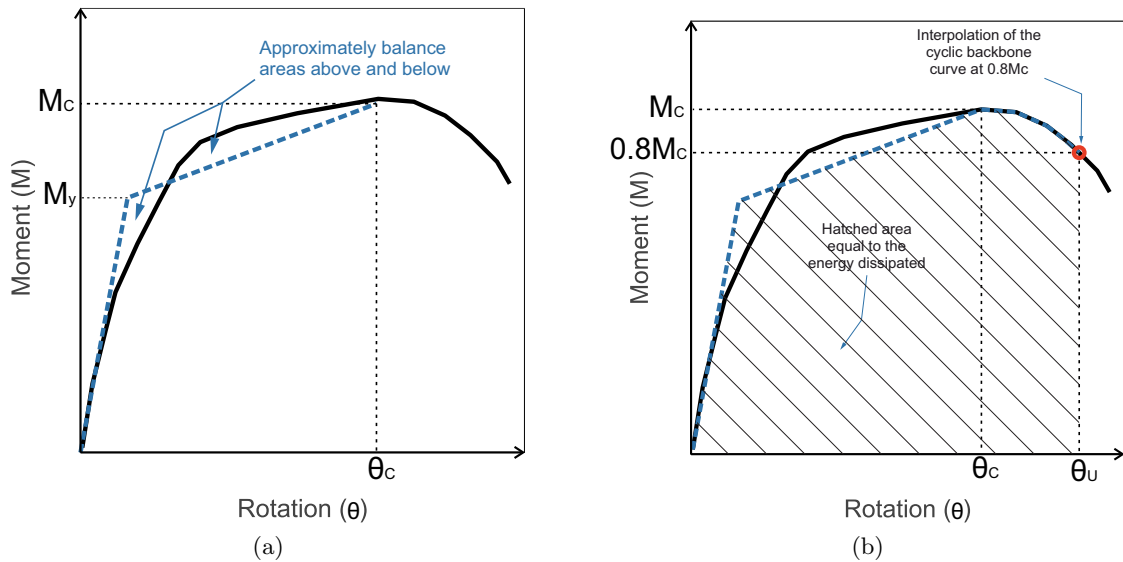 Approximately balance
areas above and below
Mc
My
Moment (M)
θc
Rotation (θ)
(a)
Interpolation of the
cyclic backbone
curve at 0.8Mc
Mc
0.8Mc
Moment (M)
Hatched area
equal to the
energy dissipated
θc
θU
Rotation (θ)
(b)